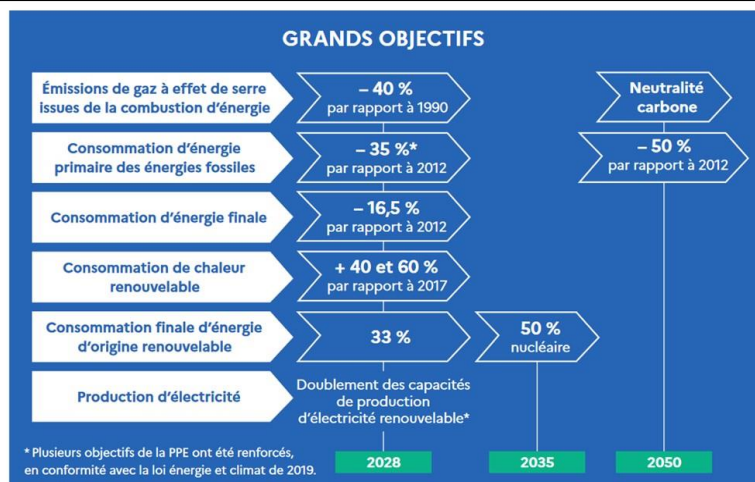 GRANDS OBJECTIFS
Émissions de gaz à effet de serre
issues de la combustion d'énergie
– 40 %
par rapport à 1990
Neutralité
carbone
Consommation d'énergie
primaire des énergies fossiles
– 35 %*
par rapport à 2012
– 50 %
par rapport à 2012
Consommation d'énergie finale
– 16,5 %
par rapport à 2012
Consommation de chaleur
renouvelable
+ 40 et 60 %
par rapport à 2017
Consommation finale d'énergie
d'origine renouvelable
33 %
50 %
nucléaire
Production d'électricité
Doublement des capacités
de production
d'électricité renouvelable*
* Plusieurs objectifs de la PPE ont été renforcés,
en conformité avec la loi énergie et climat de 2019.
2028
2035
2050